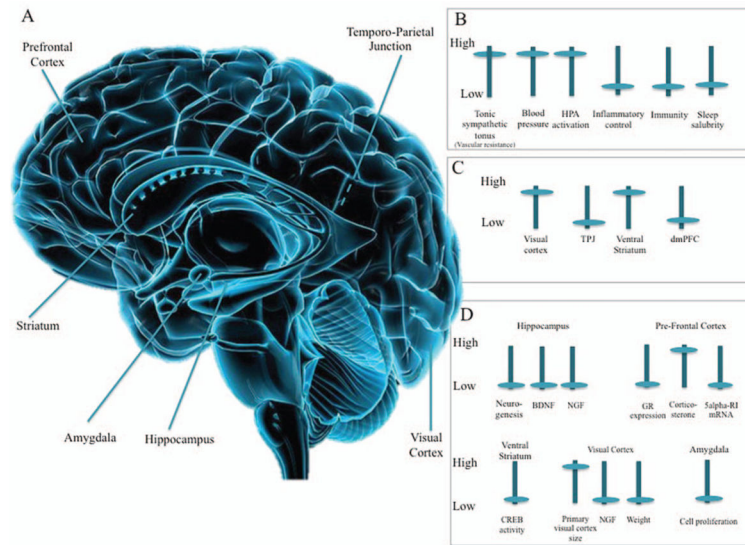 A
Prefrontal
Cortex
Temporo-Parietal
Junction
Striatum
Amygdala
Hippocampus
Visual
Cortex
B
High
Low
Tonic
sympathetic
tonus
(Vascular resistance)
Blood
pressure
HPA
activation
Inflammatory
control
Immunity
Sleep
salubrity
C
High
Low
Visual
cortex
TPJ
Ventral
Striatum
dmPFC
D
Hippocampus
Pre-Frontal Cortex
High
Low
Neuro-
genesis
BDNF
NGF
GR
expression
Cortico-
sterone
5alpha-RI
mRNA
Ventral
Striatum
Visual Cortex
Amygdala
High
Low
CREB
activity
Primary
visual cortex
size
NGF
Weight
Cell proliferation